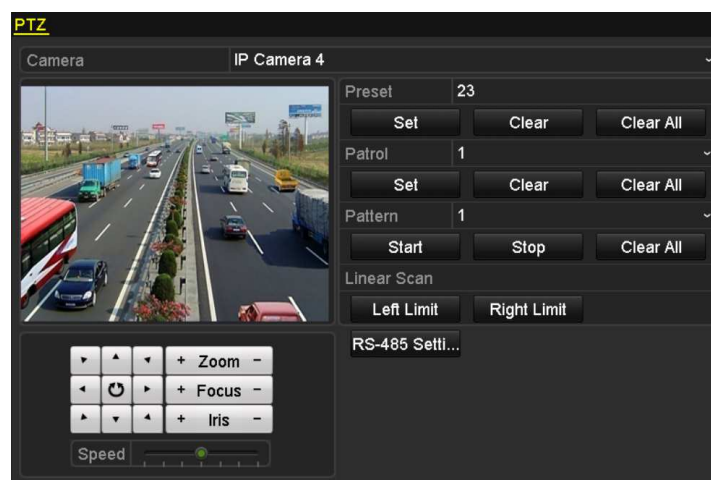 PTZ
Camera IP Camera 4
Preset 23
Set Clear Clear All
Patrol 1
Set Clear Clear All
Pattern 1
Start Stop Clear All
Linear Scan
Left Limit Right Limit
RS-485 Setti...
+ Zoom -
+ Focus -
+ Iris -
Speed